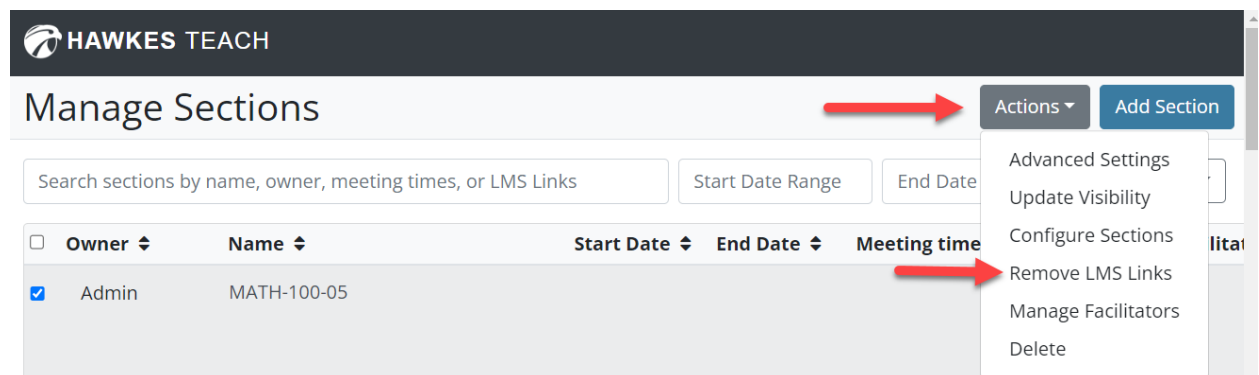 HAWKES TEACH
Manage Sections
Actions
Add Section
Search sections by name, owner, meeting times, or LMS Links
Start Date Range
End Date
Owner Name Start Date End Date Meeting time
Admin MATH-100-05
Advanced Settings
Update Visibility
Configure Sections
Remove LMS Links
Manage Facilitators
Delete